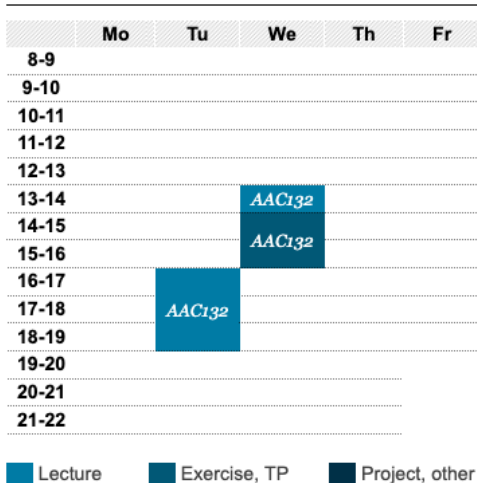 Mo Tu We Th Fr
8-9
9-10
10-11
11-12
12-13
13-14 AAC132
14-15
AAC132
15-16
16-17
17-18 AAC132
18-19
19-20
20-21
21-22
Lecture Exercise, TP Project, other